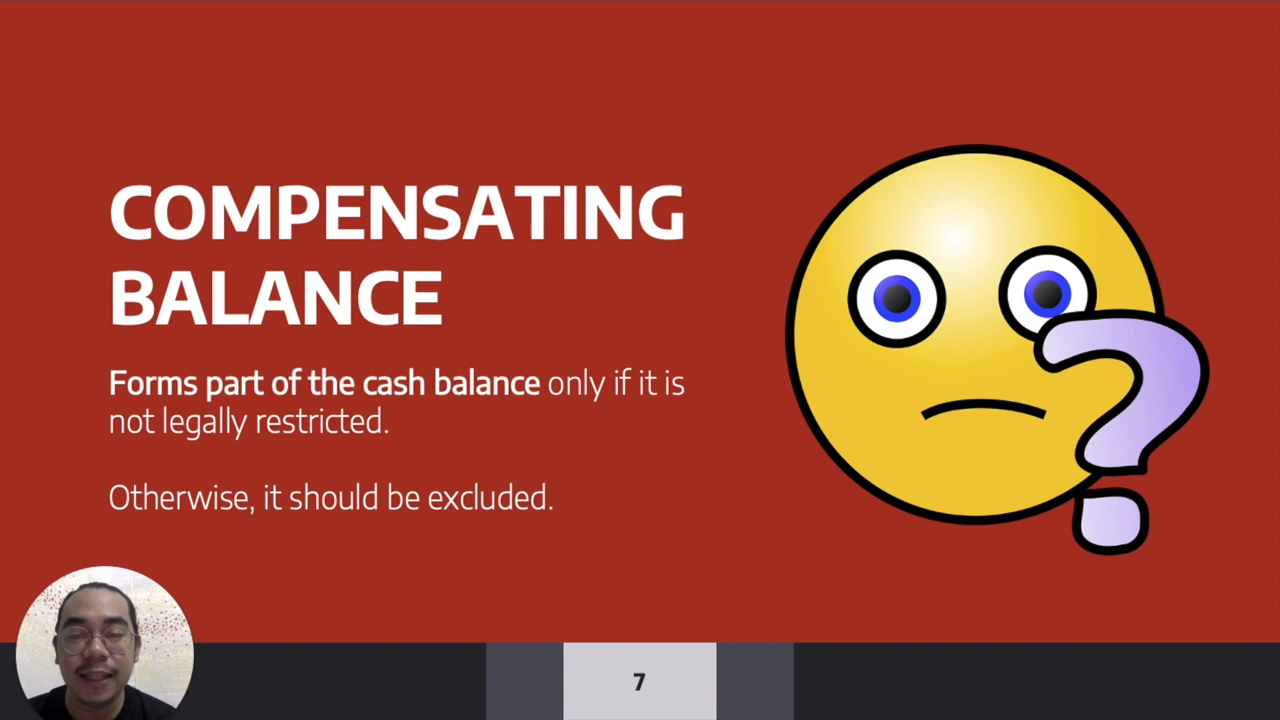 COMPENSATING
BALANCE
Forms part of the cash balance only if it is
not legally restricted.
Otherwise, it should be excluded.
7